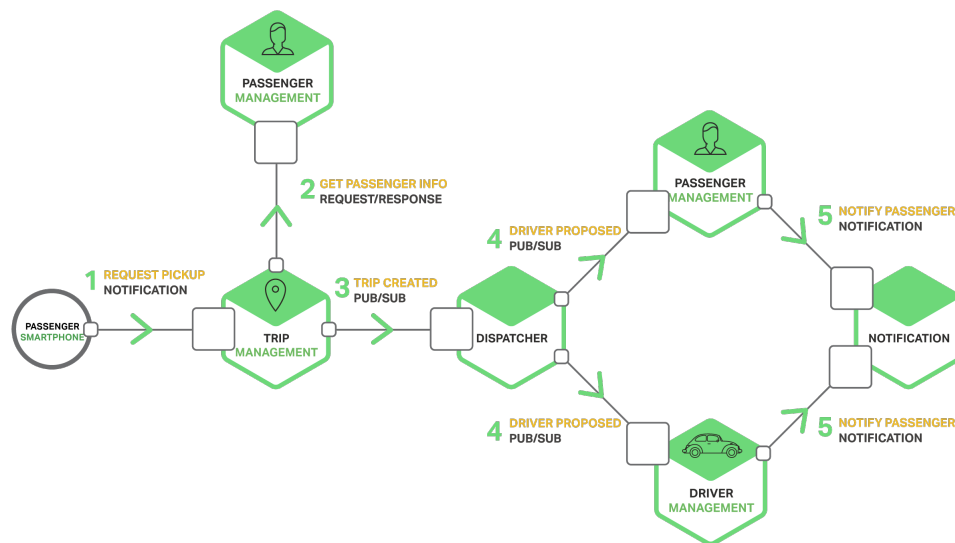 PASSENGER
MANAGEMENT
2 GET PASSENGER INFO
REQUEST/RESPONSE
1 REQUEST PICKUP
NOTIFICATION
PASSENGER
SMARTPHONE
TRIP
MANAGEMENT
3 TRIP CREATED
PUB/SUB
DISPATCHER
4 DRIVER PROPOSED
PUB/SUB
PASSENGER
MANAGEMENT
5 NOTIFY PASSENGER
NOTIFICATION
4 DRIVER PROPOSED
PUB/SUB
DRIVER
MANAGEMENT
5 NOTIFY PASSENGER
NOTIFICATION
NOTIFICATION